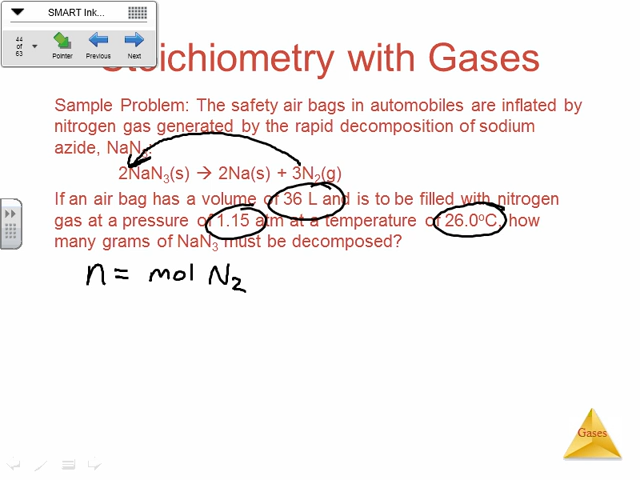 SMART Ink...
44
of
63
Pointer
Previous
Next
Stoichiometry with Gases
Sample Problem: The safety air bags in automobiles are inflated by
nitrogen gas generated by the rapid decomposition of sodium
azide, NaN₃:
2NaN₃(s) → 2Na(s) + 3N₂(g)
If an air bag has a volume of 36 L and is to be filled with nitrogen
gas at a pressure of 1.15 atm at a temperature of 26.0°C, how
many grams of NaN₃ must be decomposed?
n = mol N₂
Gases